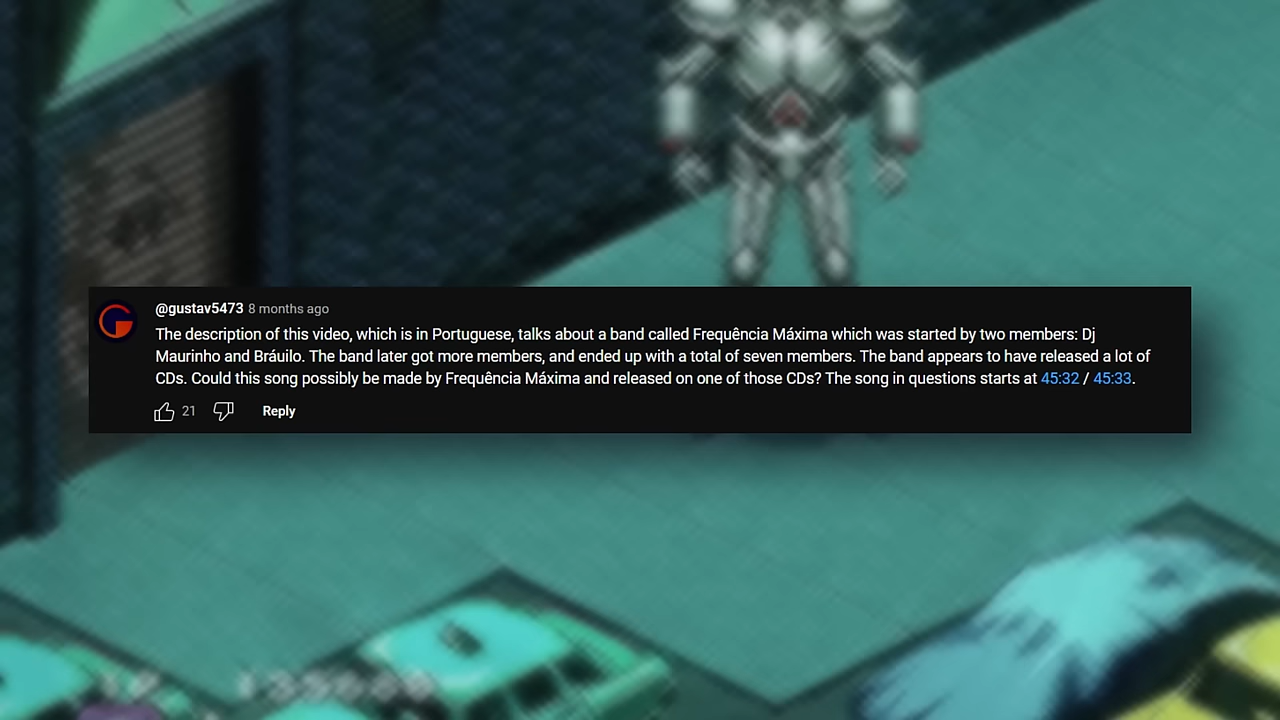 @gustav5473 8 months ago
The description of this video, which is in Portuguese, talks about a band called Frequência Máxima which was started by two members: Dj
Maurinho and Bráuilo. The band later got more members, and ended up with a total of seven members. The band appears to have released a lot of
CDs. Could this song possibly be made by Frequência Máxima and released on one of those CDs? The song in questions starts at 45:32 / 45:33.
21 Reply